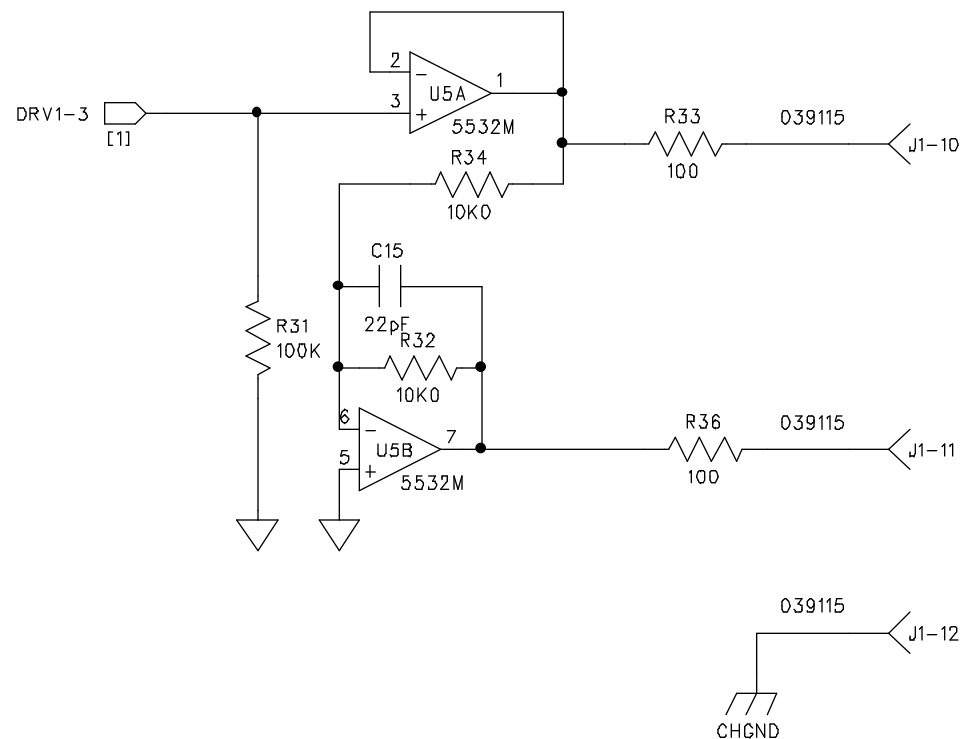 2
1
U5A
DRV1-3
3
[1]
5532M
R33
039115
100
J1-10
R34
10K0
C15
22pF
R31
100K
R32
10K0
6
U5B
7
5
5532M
R36
039115
100
J1-11
039115
J1-12
CHGND